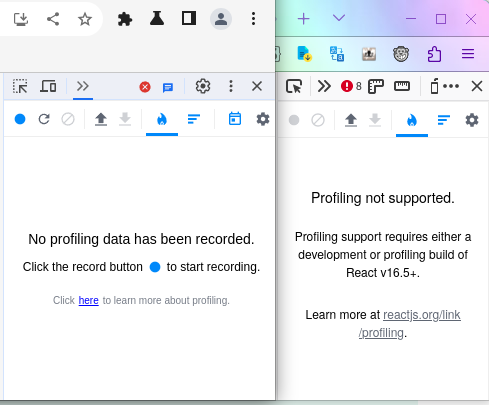 8
No profiling data has been recorded.
Click the record button to start recording.
Click here to learn more about profiling.
Profiling not supported.
Profiling support requires either a
development or profiling build of
React v16.5+.
Learn more at reactjs.org/link
/profiling.